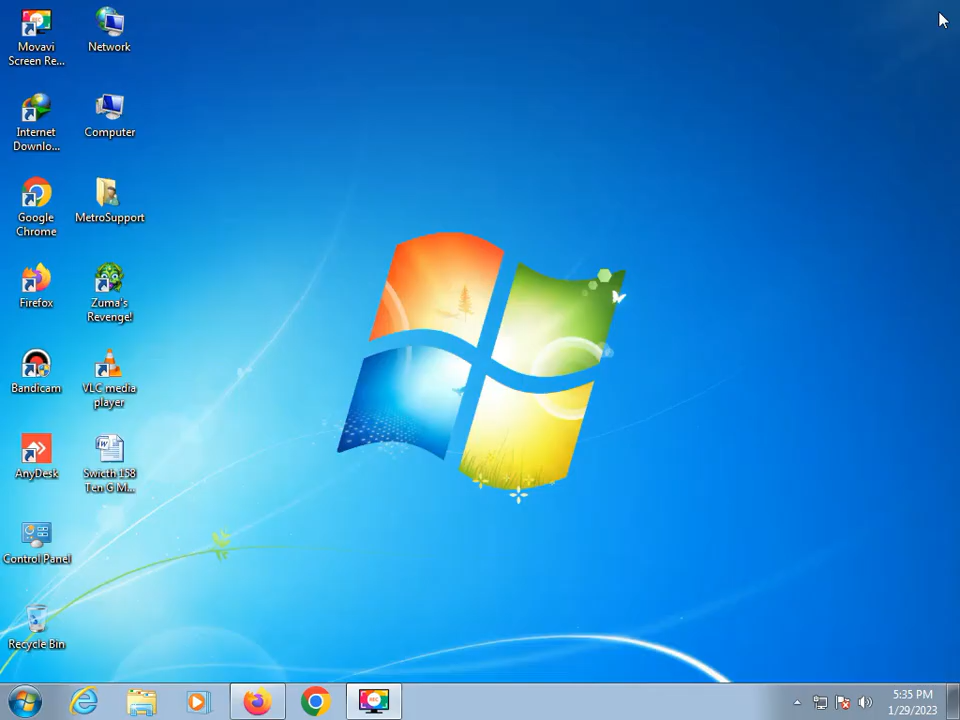 Movavi
Screen Re...
Network
Internet
Downlo...
Computer
Google
Chrome
MetroSupport
Firefox
Zuma's
Revenge!
Bandicam
VLC media
player
AnyDesk
Swicth 158
Ten G M...
Control Panel
Recycle Bin
5:35 PM
1/29/2023